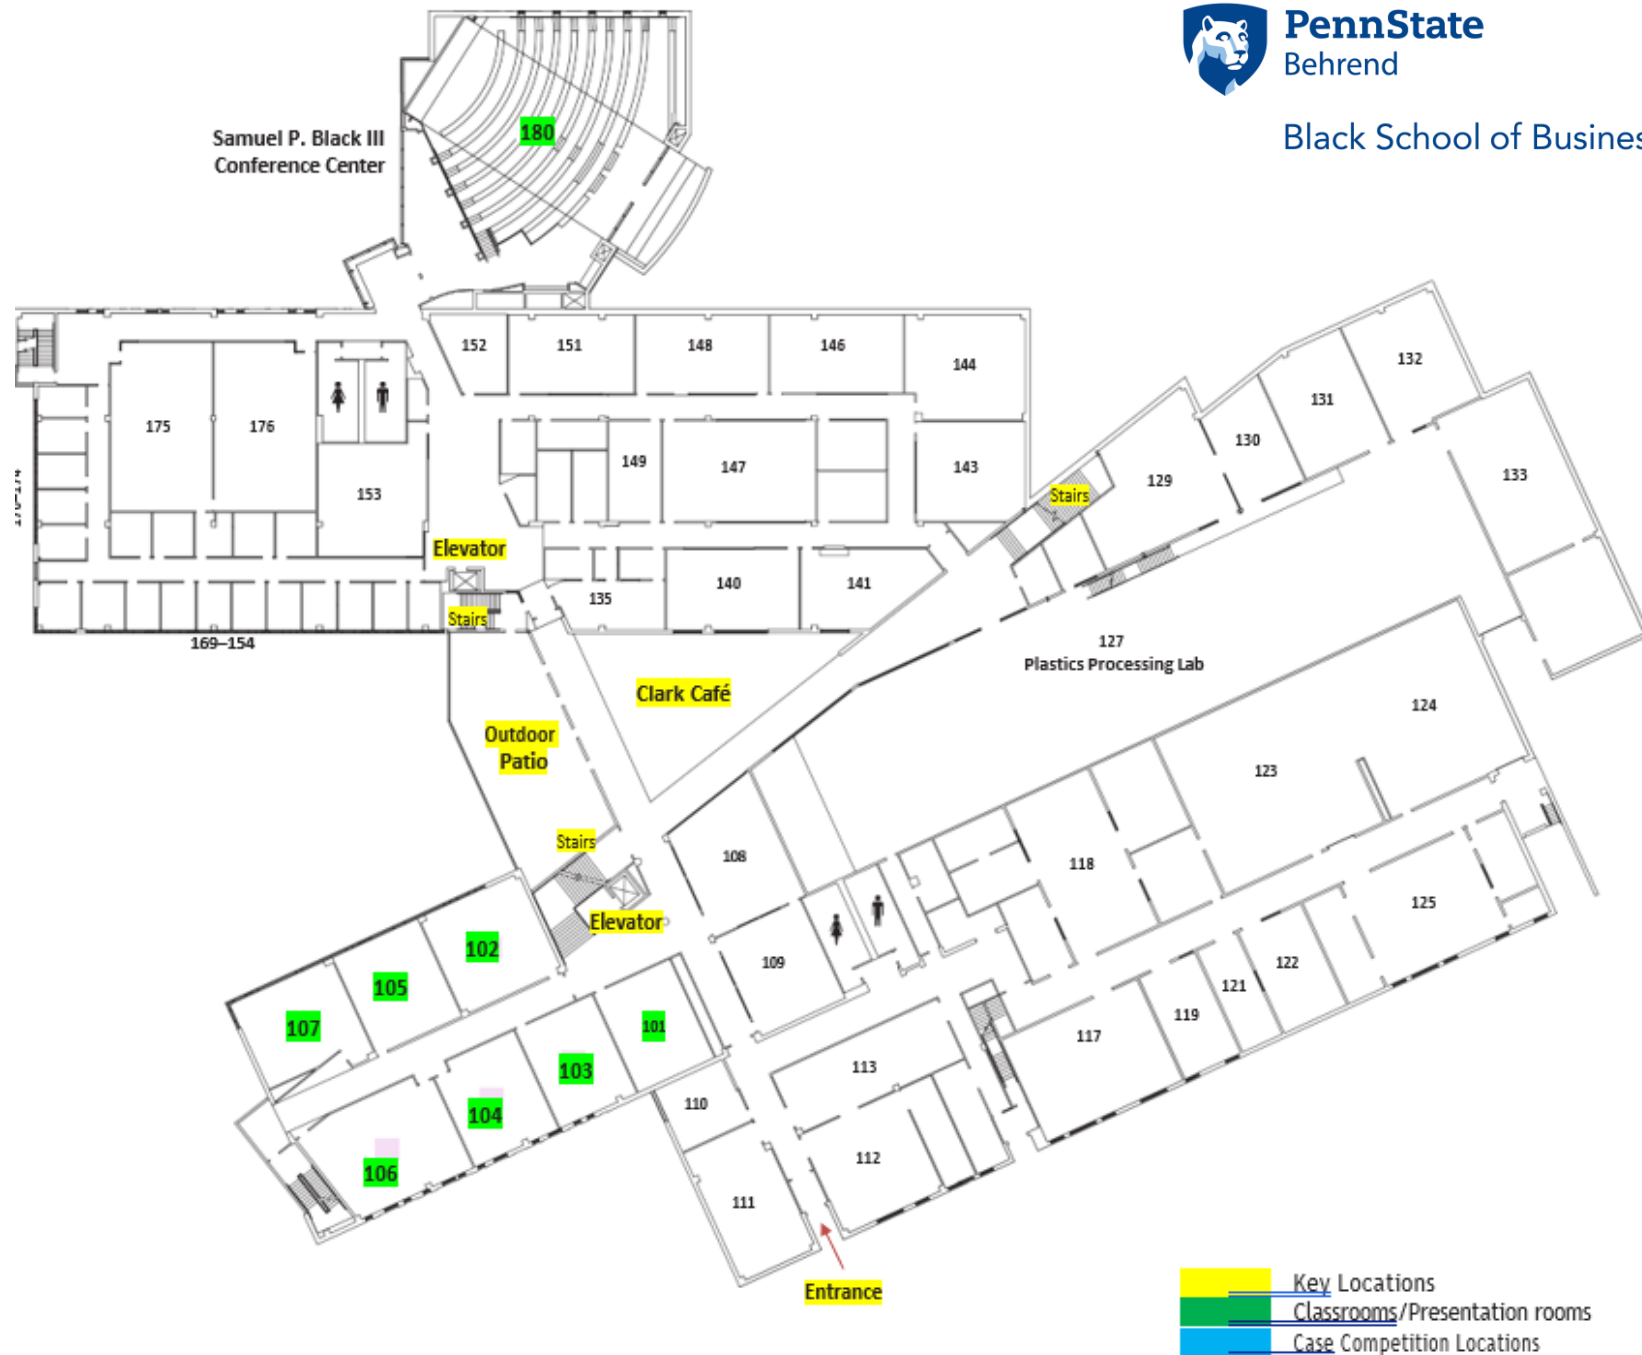 PennState
Behrend
Black School of Busines
Samuel P. Black III
Conference Center
180
152
151
148
146
144
175
176
153
149
147
143
132
131
130
129
133
Stairs
Elevator
Stairs
135
140
141
169–154
127
Plastics Processing Lab
Clark Café
Outdoor
Patio
124
123
Stairs
Elevator
108
118
125
109
122
121
119
117
102
105
107
101
103
104
106
113
110
112
111
Entrance
Key Locations
Classrooms/Presentation rooms
Case Competition Locations